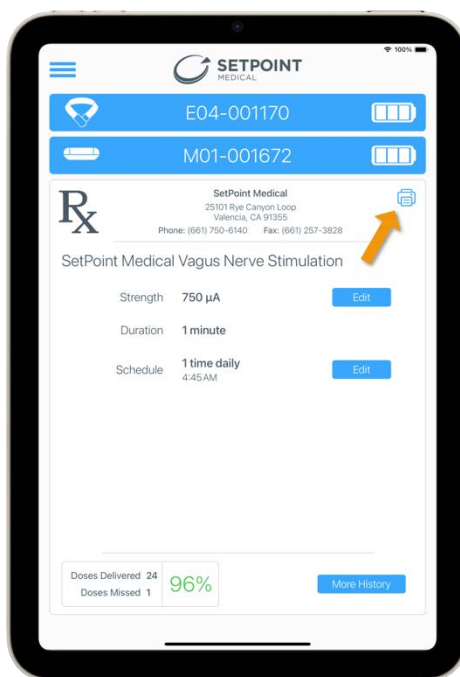 100%
SETPOINT
MEDICAL
E04-001170
M01-001672
Rx
SetPoint Medical
25101 Rye Canyon Loop
Valencia, CA 91355
Phone: (661) 750-6140 Fax: (661) 257-3828
SetPoint Medical Vagus Nerve Stimulation
Strength 750 µA Edit
Duration 1 minute
Schedule 1 time daily Edit
4:45 AM
Doses Delivered 24
Doses Missed 1
96%
More History